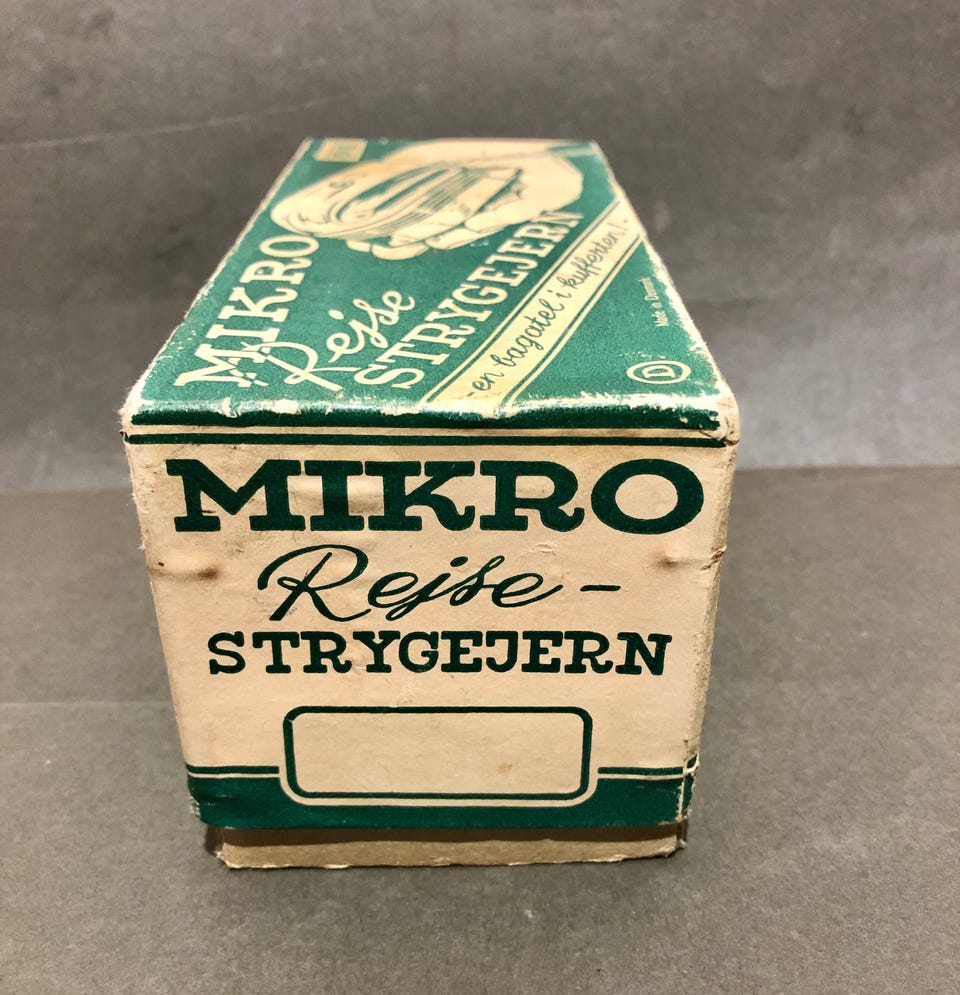 MIKRO
Rejse
STRYGEJERN
-en bagatel i kufferten!-
Made in Denmark
D
MIKRO
Rejse-
STRYGEJERN